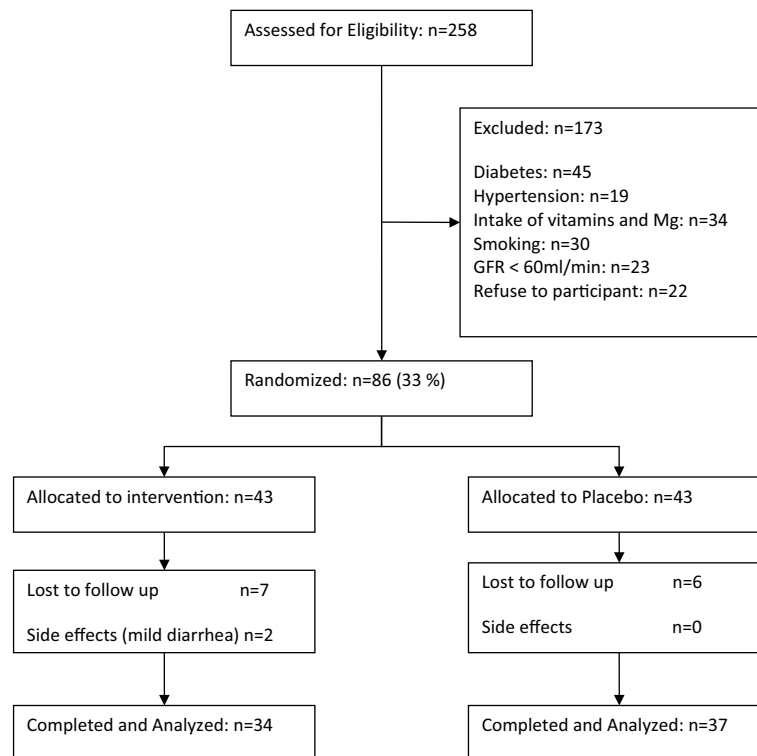 Assessed for Eligibility: n=258
Excluded: n=173
Diabetes: n=45
Hypertension: n=19
Intake of vitamins and Mg: n=34
Smoking: n=30
GFR < 60ml/min: n=23
Refuse to participant: n=22
Randomized: n=86 (33 %)
Allocated to intervention: n=43
Allocated to Placebo: n=43
Lost to follow up n=7
Side effects (mild diarrhea) n=2
Lost to follow up n=6
Side effects n=0
Completed and Analyzed: n=34
Completed and Analyzed: n=37